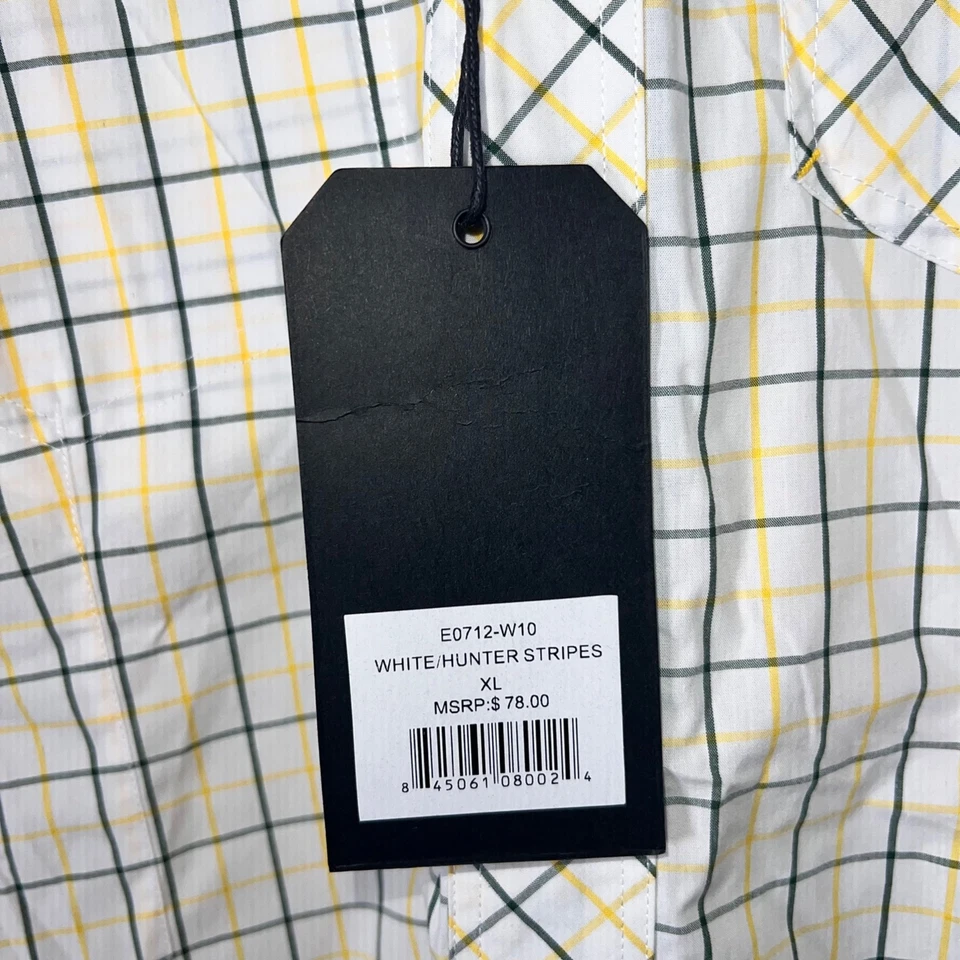 E0712-W10
WHITE/HUNTER STRIPES
XL
MSRP:$ 78.00
8 45061 08002 4